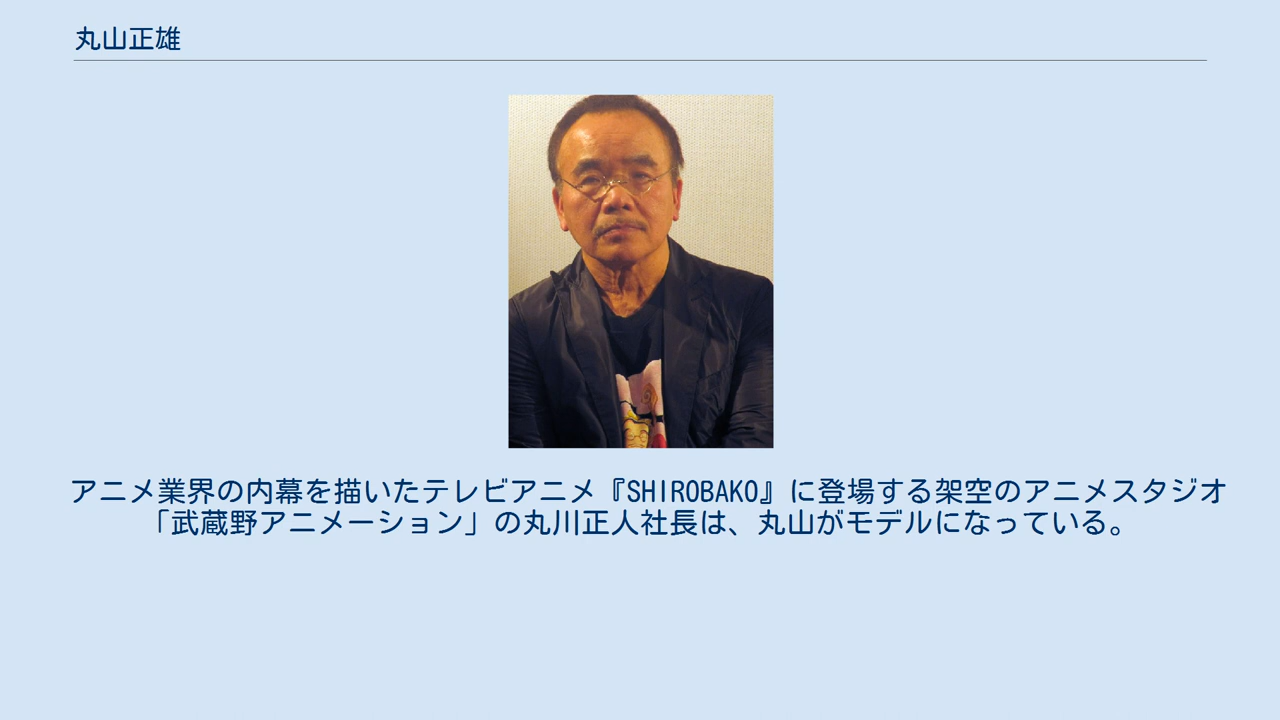 丸山正雄
アニメ業界の内幕を描いたテレビアニメ『SHIROBAKO』に登場する架空のアニメスタジオ
「武蔵野アニメーション」の丸川正人社長は、丸山がモデルになっている。